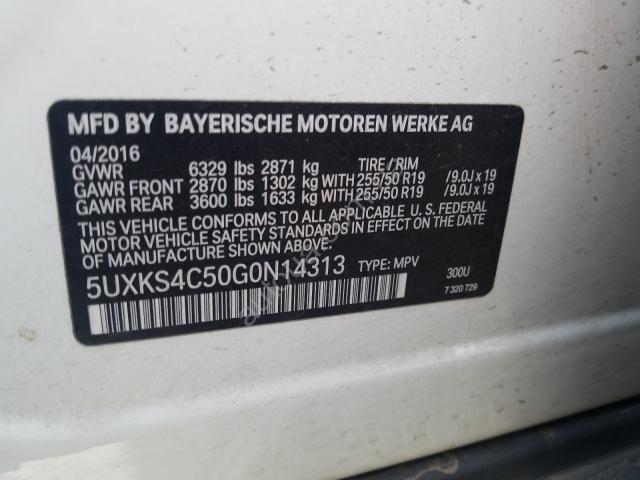 MFD BY BAYERISCHE MOTOREN WERKE AG
04/2016
GVWR 6329 lbs 2871 kg TIRE/RIM
GAWR FRONT 2870 lbs 1302 kg WITH 255/50 R19 /9.0J x 19
GAWR REAR 3600 lbs 1633 kg WITH 255/50 R19 /9.0J x 19
THIS VEHICLE CONFORMS TO ALL APPLICABLE U. S. FEDERAL
MOTOR VEHICLE SAFETY STANDARDS IN EFFECT ON THE DATE
OF MANUFACTURE SHOWN ABOVE.
5UXKS4C50G0N14313 TYPE: MPV 300U
7 320 729